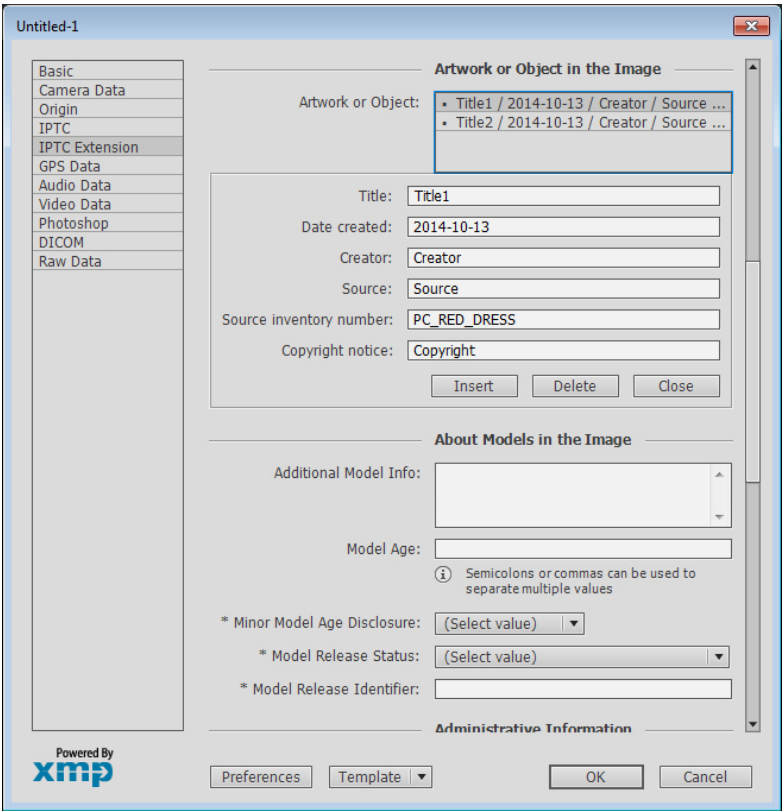 Untitled-1
Basic
Camera Data
Origin
IPTC
IPTC Extension
GPS Data
Audio Data
Video Data
Photoshop
DICOM
Raw Data
Artwork or Object in the Image
Artwork or Object:
▪ Title1 / 2014-10-13 / Creator / Source ...
▪ Title2 / 2014-10-13 / Creator / Source ...
Title: Title1
Date created: 2014-10-13
Creator: Creator
Source: Source
Source inventory number: PC_RED_DRESS
Copyright notice: Copyright
Insert Delete Close
About Models in the Image
Additional Model Info:
Model Age:
Semicolons or commas can be used to
separate multiple values
* Minor Model Age Disclosure: (Select value)
* Model Release Status: (Select value)
* Model Release Identifier:
Administrative Information
Powered By
xmp
Preferences Template OK Cancel